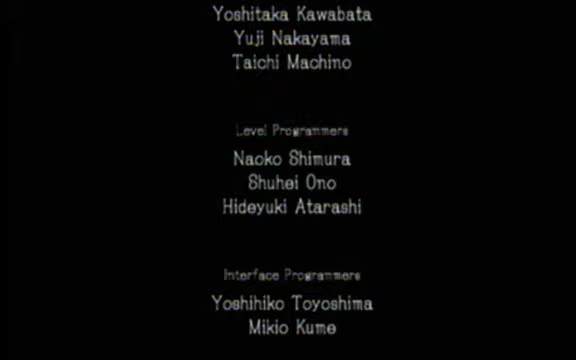 Yoshitaka Kawabata
Yuji Nakayama
Taichi Machino
Level Programmers
Naoko Shimura
Shuhei Ono
Hideyuki Atarashi
Interface Programmers
Yoshihiko Toyoshima
Mikio Kume